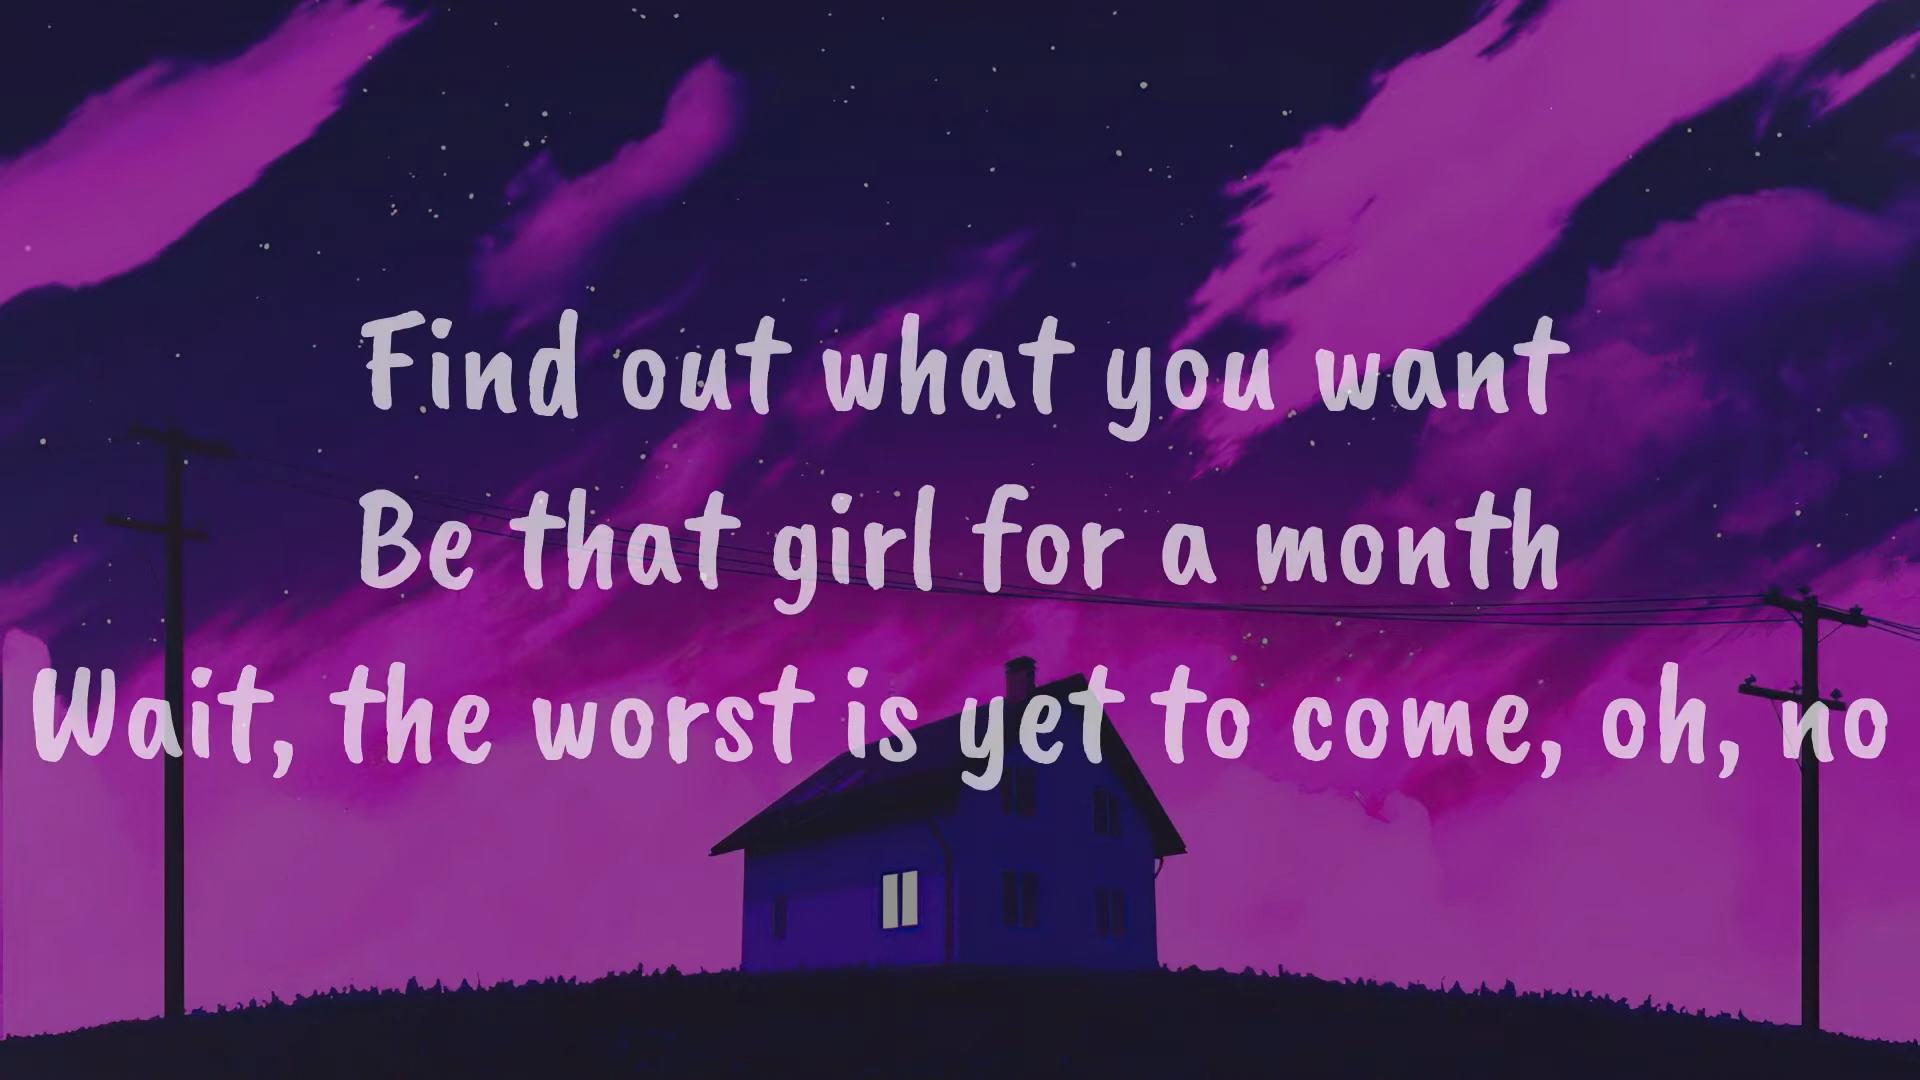 Find out what you want
Be that girl for a month
Wait, the worst is yet to come, oh, no